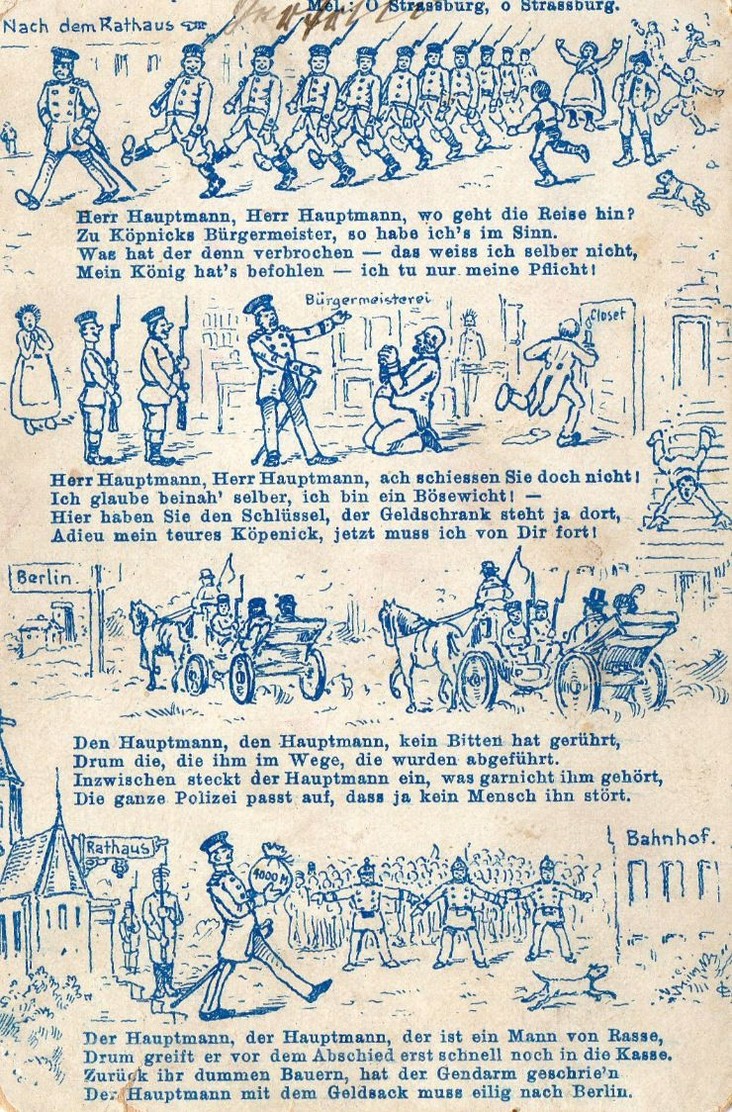 Mel.: O Strassburg, o Strassburg.
Nach dem Rathaus
Herr Hauptmann, Herr Hauptmann, wo geht die Reise hin?
Zu Köpnicks Bürgermeister, so habe ich's im Sinn.
Was hat der denn verbrochen — das weiss ich selber nicht,
Mein König hat's befohlen — ich tu nur meine Pflicht!
Bürgermeisterei
Closet
Herr Hauptmann, Herr Hauptmann, ach schiessen Sie doch nicht!
Ich glaube beinah' selber, ich bin ein Bösewicht! —
Hier haben Sie den Schlüssel, der Geldschrank steht ja dort,
Adieu mein teures Köpenick, jetzt muss ich von Dir fort!
Berlin
Den Hauptmann, den Hauptmann, kein Bitten hat gerührt,
Drum die, die ihm im Wege, die wurden abgeführt.
Inzwischen steckt der Hauptmann ein, was garnicht ihm gehört,
Die ganze Polizei passt auf, dass ja kein Mensch ihn stört.
Rathaus
4000 M
Bahnhof.
Der Hauptmann, der Hauptmann, der ist ein Mann von Rasse,
Drum greift er vor dem Abschied erst schnell noch in die Kasse.
Zurück ihr dummen Bauern, hat der Gendarm geschrie'n
Der Hauptmann mit dem Geldsack muss eilig nach Berlin.